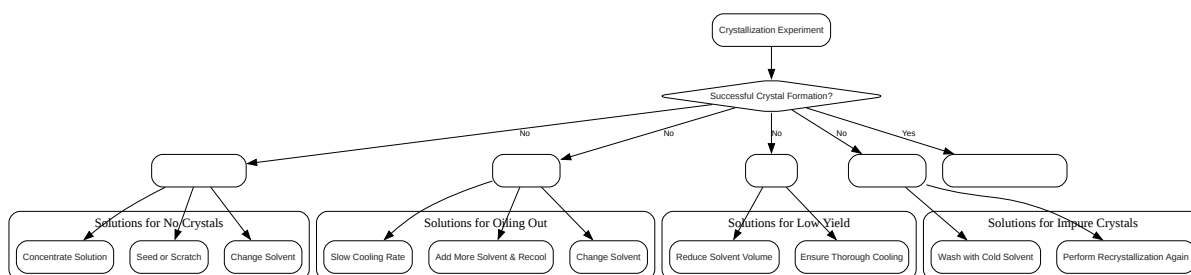 Crystallization Experiment
Successful Crystal Formation?
No
No
No
No
Yes
Solutions for No Crystals
Solutions for Oiling Out
Solutions for Low Yield
Solutions for Impure Crystals
Concentrate Solution
Seed or Scratch
Change Solvent
Slow Cooling Rate
Add More Solvent & Recool
Change Solvent
Reduce Solvent Volume
Ensure Thorough Cooling
Wash with Cold Solvent
Perform Recrystallization Again